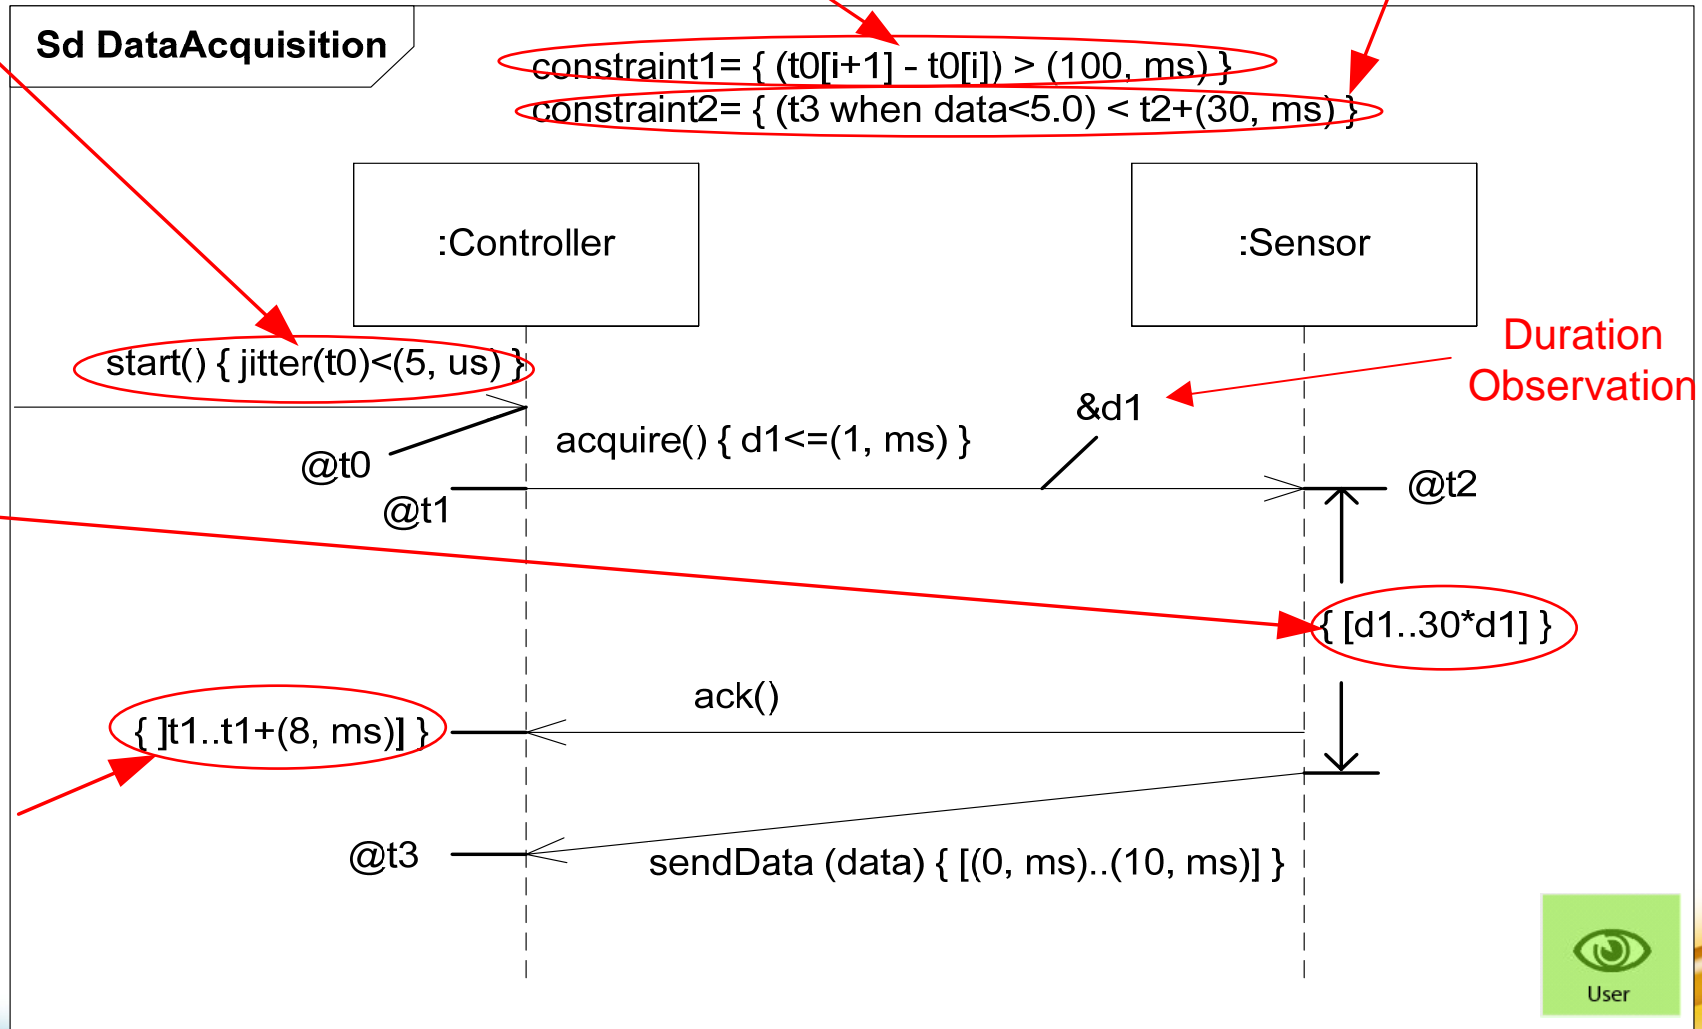 Sd DataAcquisition
constraint1= { (t0[i+1] - t0[i]) > (100, ms) }
constraint2= { (t3 when data<5.0) < t2+(30, ms) }
:Controller
:Sensor
Duration
Observation
start() { jitter(t0)<(5, us) }
&d1
acquire() { d1<=(1, ms) }
@t0
@t1
@t2
{ [d1..30*d1] }
ack()
{ ]t1..t1+(8, ms)] }
@t3
sendData (data) { [(0, ms)..(10, ms)] }
User